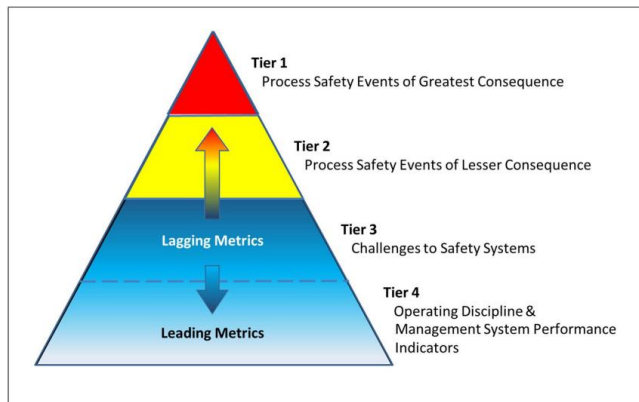 Tier 1
Process Safety Events of Greatest Consequence
Tier 2
Process Safety Events of Lesser Consequence
Lagging Metrics
Tier 3
Challenges to Safety Systems
Tier 4
Operating Discipline &
Management System Performance
Indicators
Leading Metrics